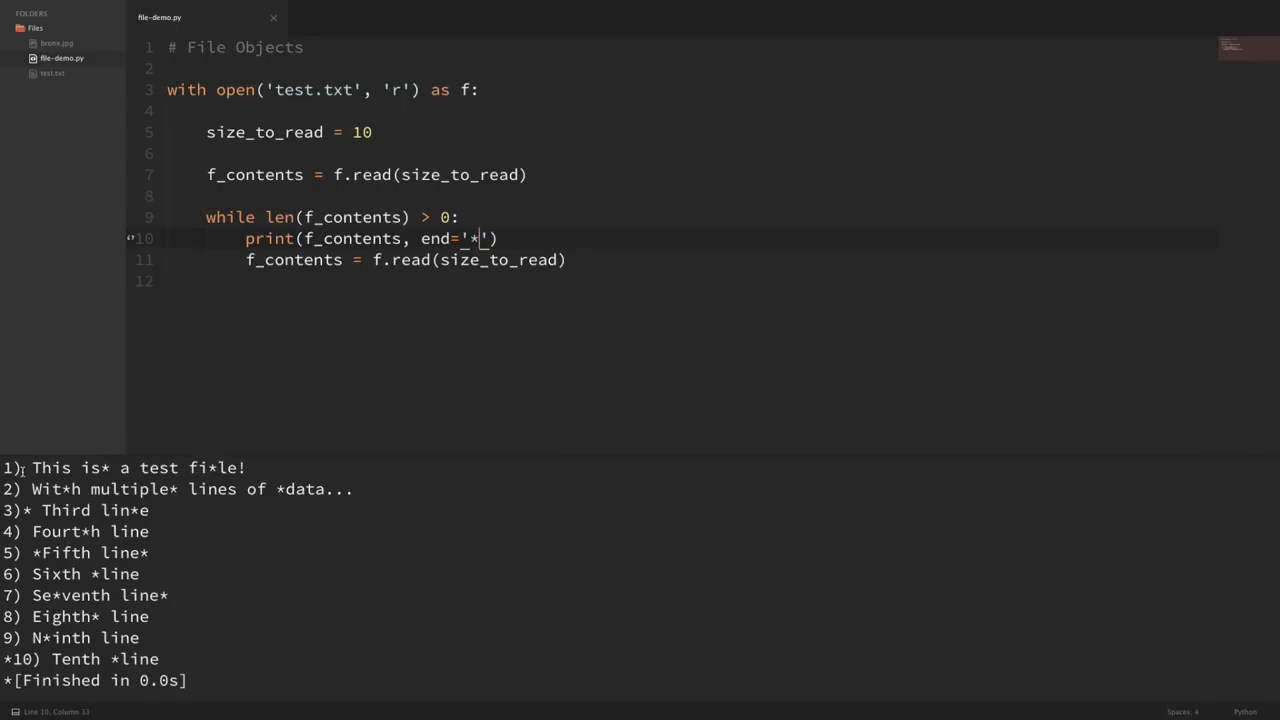 FOLDERS
Files
bronx.jpg
file-demo.py
test.txt
file-demo.py
1 # File Objects
2
3 with open('test.txt', 'r') as f:
4
5 size_to_read = 10
6
7 f_contents = f.read(size_to_read)
8
9 while len(f_contents) > 0:
10 print(f_contents, end='*')
11 f_contents = f.read(size_to_read)
12
1) This is* a test fi*le!
2) Wit*h multiple* lines of *data...
3)* Third lin*e
4) Fourt*h line
5) *Fifth line*
6) Sixth *line
7) Se*venth line*
8) Eighth* line
9) N*inth line
*10) Tenth *line
*[Finished in 0.0s]
Line 10, Column 33
Spaces: 4
Python